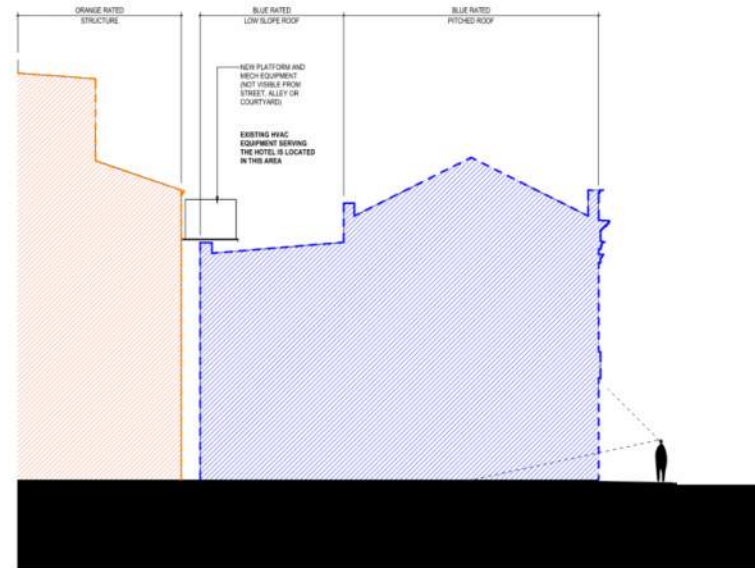 ORANGE RATED
STRUCTURE
BLUE RATED
LOW SLOPE ROOF
BLUE RATED
PITCHED ROOF
NEW PLATFORM AND
MECH EQUIPMENT
(NOT VISIBLE FROM
STREET, ALLEY OR
COURTYARD)
EXISTING HVAC
EQUIPMENT SERVING
THE HOTEL IS LOCATED
IN THIS AREA